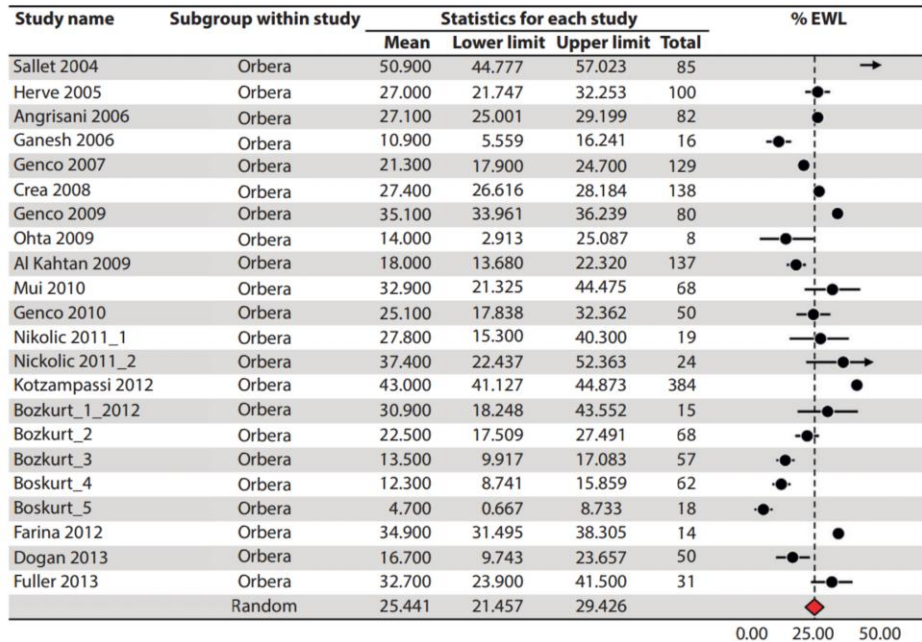 Study name Subgroup within study Statistics for each study % EWL
Mean Lower limit Upper limit Total
Sallet 2004 Orbera 50.900 44.777 57.023 85
Herve 2005 Orbera 27.000 21.747 32.253 100
Angrisani 2006 Orbera 27.100 25.001 29.199 82
Ganesh 2006 Orbera 10.900 5.559 16.241 16
Genco 2007 Orbera 21.300 17.900 24.700 129
Crea 2008 Orbera 27.400 26.616 28.184 138
Genco 2009 Orbera 35.100 33.961 36.239 80
Ohta 2009 Orbera 14.000 2.913 25.087 8
Al Kahtan 2009 Orbera 18.000 13.680 22.320 137
Mui 2010 Orbera 32.900 21.325 44.475 68
Genco 2010 Orbera 25.100 17.838 32.362 50
Nikolic 2011_1 Orbera 27.800 15.300 40.300 19
Nickolic 2011_2 Orbera 37.400 22.437 52.363 24
Kotzampassi 2012 Orbera 43.000 41.127 44.873 384
Bozkurt_1_2012 Orbera 30.900 18.248 43.552 15
Bozkurt_2 Orbera 22.500 17.509 27.491 68
Bozkurt_3 Orbera 13.500 9.917 17.083 57
Boskurt_4 Orbera 12.300 8.741 15.859 62
Boskurt_5 Orbera 4.700 0.667 8.733 18
Farina 2012 Orbera 34.900 31.495 38.305 14
Dogan 2013 Orbera 16.700 9.743 23.657 50
Fuller 2013 Orbera 32.700 23.900 41.500 31
Random 25.441 21.457 29.426
0.00 25.00 50.00